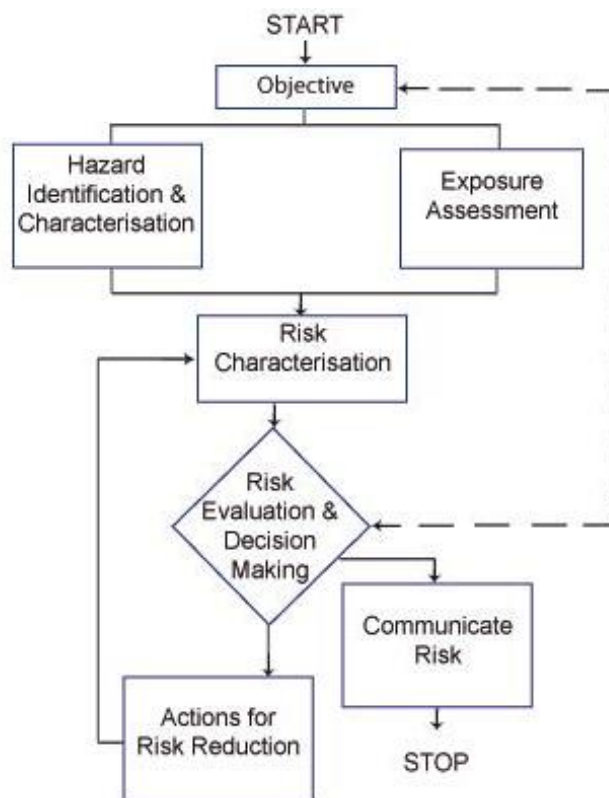 START
Objective
Hazard
Identification &
Characterisation
Exposure
Assessment
Risk
Characterisation
Risk
Evaluation &
Decision
Making
Communicate
Risk
Actions for
Risk Reduction
STOP